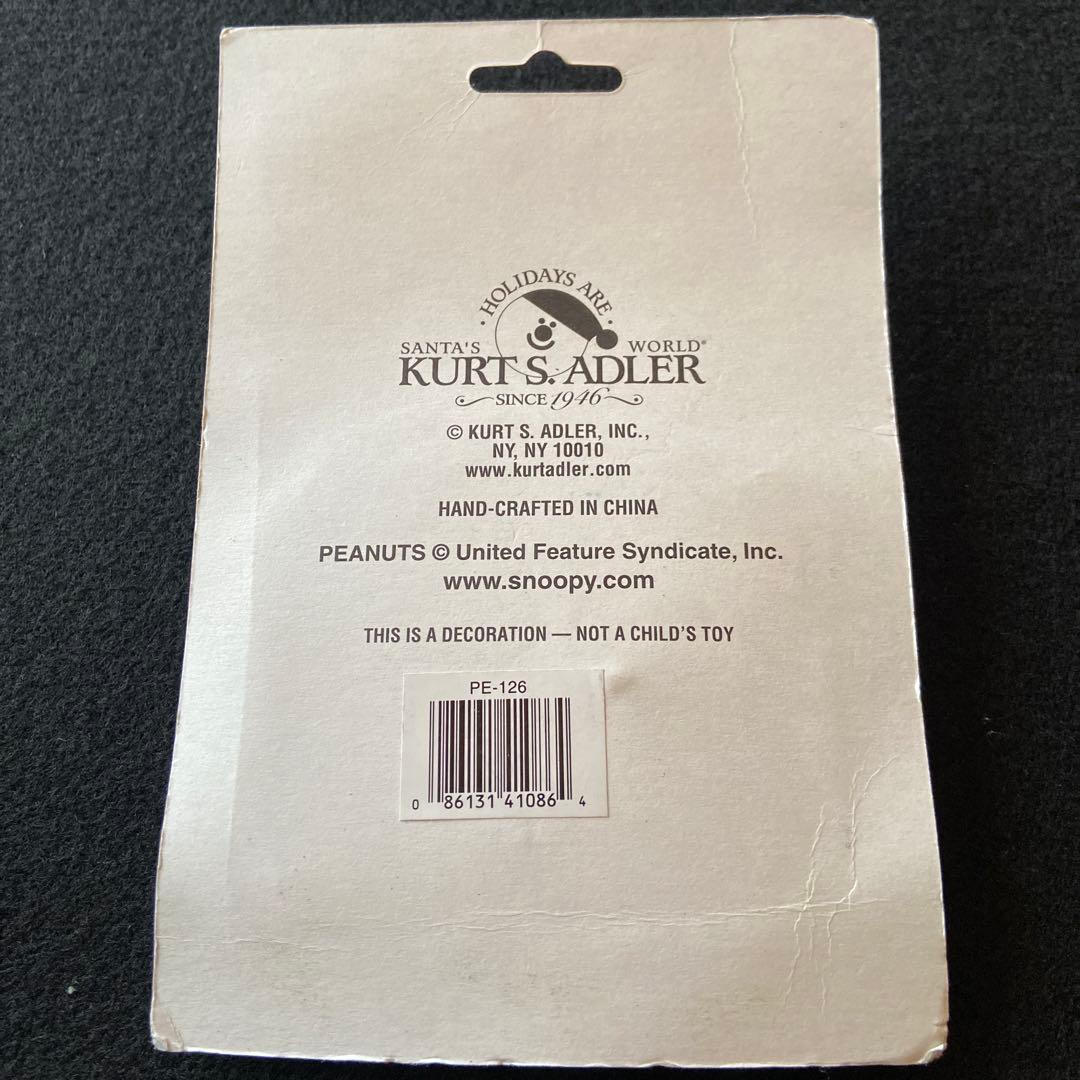 · HOLIDAYS ARE ·
SANTA'S WORLD®
KURT S. ADLER
SINCE 1946
© KURT S. ADLER, INC.,
NY, NY 10010
www.kurtadler.com
HAND-CRAFTED IN CHINA
PEANUTS © United Feature Syndicate, Inc.
www.snoopy.com
THIS IS A DECORATION — NOT A CHILD'S TOY
PE-126
0 86131 41086 4